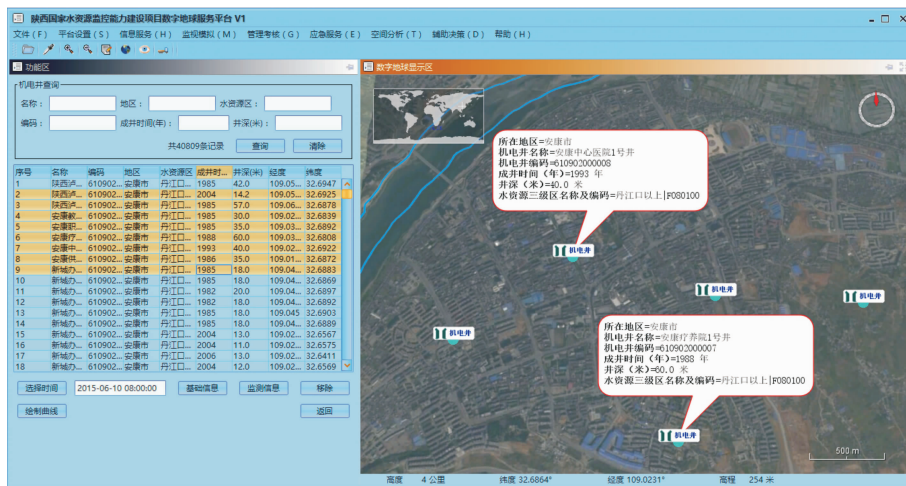 陕西国家水资源监控能力建设项目数字地球服务平台 V1
文件(F) 平台设置(S) 信息服务(H) 监视模拟(M) 管理考核(G) 应急服务(E) 空间分析(T) 辅助决策(D) 帮助(H)
功能区
机电井查询
名称: 地区: 水资源区:
编码: 成井时间(年): 井深(米):
共40809条记录 查询 清除
序号 名称 编码 地区 水资源区 成井时... 井深(米) 经度 纬度
1 陕西泸... 610902... 安康市 丹江口... 1985 42.0 109.05... 32.6947
2 陕西泸... 610902... 安康市 丹江口... 2004 14.2 109.05... 32.6925
3 陕西泸... 610902... 安康市 丹江口... 1985 57.0 109.06... 32.6878
4 安康教... 610902... 安康市 丹江口... 1985 30.0 109.02... 32.6839
5 安康职... 610902... 安康市 丹江口... 1985 35.0 109.03... 32.6892
6 安康疗... 610902... 安康市 丹江口... 1988 60.0 109.03... 32.6808
7 安康中... 610902... 安康市 丹江口... 1993 40.0 109.02... 32.6922
8 安康供... 610902... 安康市 丹江口... 1986 35.0 109.01... 32.6872
9 新城办... 610902... 安康市 丹江口... 1985 18.0 109.04... 32.6883
10 新城办... 610902... 安康市 丹江口... 1985 18.0 109.04... 32.6869
11 新城办... 610902... 安康市 丹江口... 1982 20.0 109.04... 32.6897
12 新城办... 610902... 安康市 丹江口... 1982 18.0 109.04... 32.6892
13 新城办... 610902... 安康市 丹江口... 1985 18.0 109.045 32.6903
14 新城办... 610902... 安康市 丹江口... 1985 18.0 109.04... 32.6889
15 新城办... 610902... 安康市 丹江口... 2004 13.0 109.02... 32.6567
16 新城办... 610902... 安康市 丹江口... 2004 11.0 109.02... 32.6575
17 新城办... 610902... 安康市 丹江口... 2006 13.0 109.02... 32.6411
18 新城办... 610902... 安康市 丹江口... 2004 12.0 109.02... 32.6569
选择时间 2015-06-10 08:00:00 基础信息 监测信息 移除
绘制曲线 返回
数字地球显示区
所在地区=安康市
机电井名称=安康中心医院1号井
机电井编码=610902000008
成井时间（年）=1993 年
井深（米）=40.0 米
水资源三级区名称及编码=丹江口以上|F080100
机电井
机电井
机电井
机电井
所在地区=安康市
机电井名称=安康疗养院1号井
机电井编码=610902000007
成井时间（年）=1988 年
井深（米）=60.0 米
水资源三级区名称及编码=丹江口以上|F080100
机电井
500 m
高度 4 公里 纬度 32.6864° 经度 109.0231° 高程 254 米